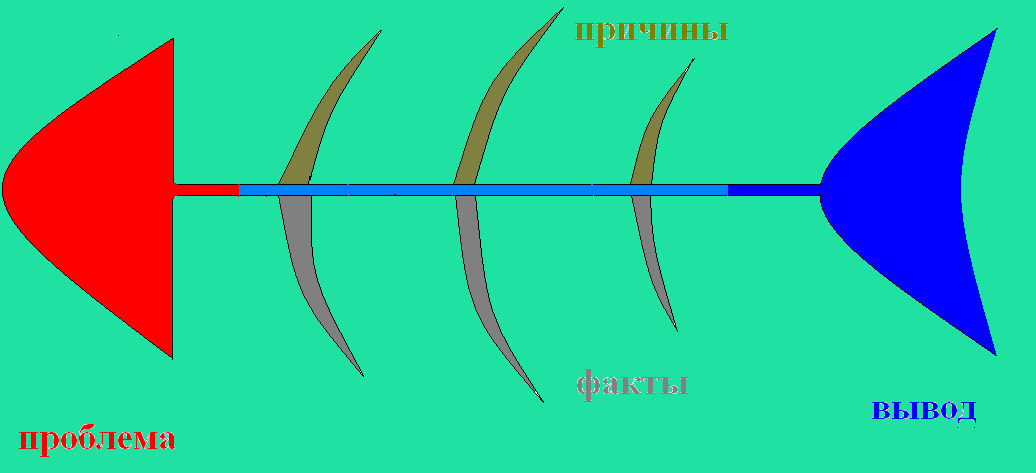 причины
факты
вывод
проблема